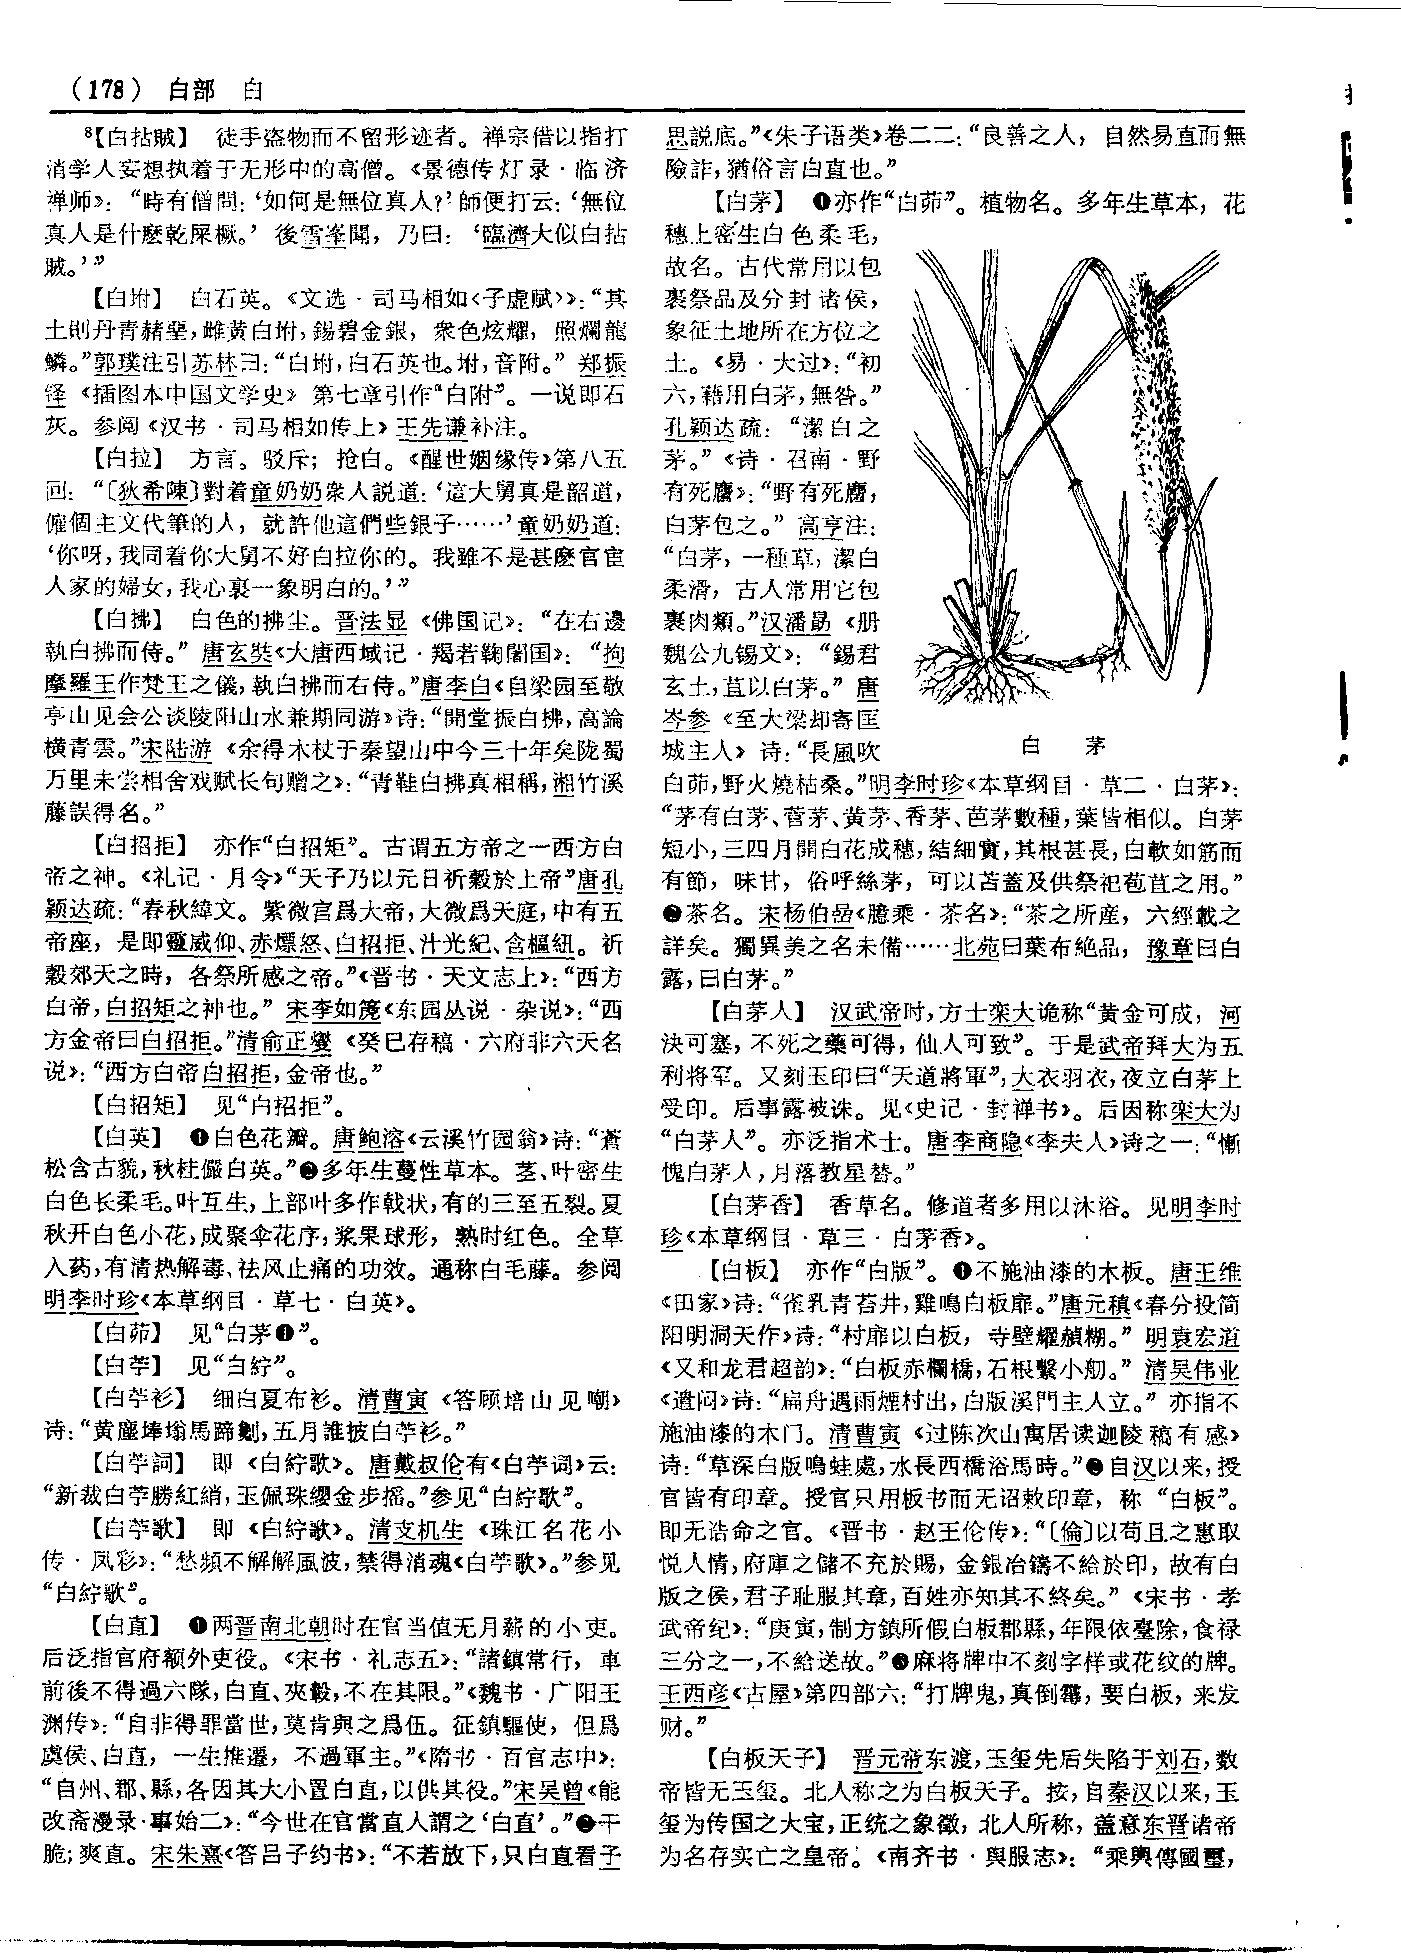 （178） 白部 白
⁸【白拈贼】 徒手盗物而不留形迹者。禅宗借以指打
消学人妄想执着于无形中的高僧。《景德传灯录·临济
禅师》：“時有僧問：‘如何是無位真人？’師便打云：‘無位
真人是什麽乾屎橛。’後雪峯聞，乃曰：‘臨濟大似白拈
賊。’”
【白坿】 白石英。《文选·司马相如〈子虚赋〉》：“其
土則丹青赭堊，雌黄白坿，錫碧金銀，衆色炫耀，照爛龍
鱗。”郭璞注引苏林曰：“白坿，白石英也。坿，音附。”郑振
铎《插图本中国文学史》第七章引作“白附”。一说即石
灰。参阅《汉书·司马相如传上》王先谦补注。
【白拉】 方言。驳斥；抢白。《醒世姻缘传》第八五
回：“〔狄希陳〕對着童奶奶衆人説道：‘這大舅真是韶道，
僱個主文代筆的人，就許他這們些銀子……’童奶奶道：
‘你呀，我同着你大舅不好白拉你的。我雖不是甚麽官宦
人家的婦女，我心裏一象明白的。’”
【白拂】 白色的拂尘。晋法显《佛国记》：“在右邊
執白拂而侍。”唐玄奘《大唐西域记·羯若鞠闍国》：“拘
摩羅王作梵王之儀，執白拂而右侍。”唐李白《自梁园至敬
亭山见会公谈陵阳山水兼期同游》诗：“開堂振白拂，高論
横青雲。”宋陆游《余得木杖于秦望山中今三十年矣陇蜀
万里未尝相舍戏赋长句赠之》：“青鞋白拂真相稱，湘竹溪
藤誤得名。”
【白招拒】 亦作“白招矩”。古谓五方帝之一西方白
帝之神。《礼记·月令》“天子乃以元日祈穀於上帝”唐孔
颖达疏：“春秋緯文。紫微宫爲大帝，大微爲天庭，中有五
帝座，是即靈威仰、赤熛怒、白招拒、汁光紀、含樞紐。祈
穀郊天之時，各祭所感之帝。”《晋书·天文志上》：“西方
白帝，白招矩之神也。”宋李如篪《东园丛说·杂说》：“西
方金帝曰白招拒。”清俞正燮《癸巳存稿·六府非六天名
说》：“西方白帝白招拒，金帝也。”
【白招矩】 见“白招拒”。
【白英】 ❶白色花瓣。唐鲍溶《云溪竹园翁》诗：“蒼
松含古貌，秋桂儼白英。”❷多年生蔓性草本。茎、叶密生
白色长柔毛。叶互生，上部叶多作戟状，有的三至五裂。夏
秋开白色小花，成聚伞花序，浆果球形，熟时红色。全草
入药，有清热解毒、祛风止痛的功效。通称白毛藤。参阅
明李时珍《本草纲目·草七·白英》。
【白茆】 见“白茅❶”。
【白苧】 见“白紵”。
【白苧衫】 细白夏布衫。清曹寅《答顾培山见嘲》
诗：“黄塵埲塕馬蹄劖，五月誰披白苧衫。”
【白苧詞】 即《白紵歌》。唐戴叔伦有《白苧词》云：
“新裁白苧勝紅綃，玉佩珠纓金步摇。”参见“白紵歌”。
【白苧歌】 即《白紵歌》。清支机生《珠江名花小
传·凤彩》：“愁頻不解解風波，禁得消魂《白苧歌》。”参见
“白紵歌”。
【白直】 ❶两晋南北朝时在官当值无月薪的小吏。
后泛指官府额外吏役。《宋书·礼志五》：“諸鎮常行，車
前後不得過六隊，白直、夾轂，不在其限。”《魏书·广阳王
渊传》：“自非得罪當世，莫肯與之爲伍。征鎮驅使，但爲
虞侯、白直，一生推遷，不過軍主。”《隋书·百官志中》：
“自州、郡、縣，各因其大小置白直，以供其役。”宋吴曾《能
改斋漫录·事始二》：“今世在官當直人謂之‘白直’。”❷干
脆；爽直。宋朱熹《答吕子约书》：“不若放下，只白直看子
思説底。”《朱子语类》卷二二：“良善之人，自然易直而無
險詐，猶俗言白直也。”
【白茅】 ❶亦作“白茆”。植物名。多年生草本，花
穗上密生白色柔毛，
故名。古代常用以包
裹祭品及分封诸侯，
象征土地所在方位之
土。《易·大过》：“初
六，藉用白茅，無咎。”
孔颖达疏：“潔白之
茅。”《诗·召南·野
有死麕》：“野有死麕，
白茅包之。”高亨注：
“白茅，一種草，潔白
柔滑，古人常用它包
裹肉類。”汉潘勗《册
魏公九锡文》：“錫君
玄土，苴以白茅。”唐
岑参《至大梁却寄匡
城主人》诗：“長風吹
白茆，野火燒枯桑。”明李时珍《本草纲目·草二·白茅》：
“茅有白茅、菅茅、黄茅、香茅、芭茅數種，葉皆相似。白茅
短小，三四月開白花成穗，結細實，其根甚長，白軟如筋而
有節，味甘，俗呼絲茅，可以苫蓋及供祭祀苞苴之用。”
❷茶名。宋杨伯嵒《臆乘·茶名》：“茶之所産，六經載之
詳矣。獨異美之名未備……北苑曰葉布絶品，豫章曰白
露，曰白茅。”
白 茅
【白茅人】 汉武帝时，方士栾大诡称“黄金可成，河
決可塞，不死之藥可得，仙人可致”。于是武帝拜大为五
利将军。又刻玉印曰“天道將軍”，大衣羽衣，夜立白茅上
受印。后事露被诛。见《史记·封禅书》。后因称栾大为
“白茅人”。亦泛指术士。唐李商隐《李夫人》诗之一：“慚
愧白茅人，月落教星替。”
【白茅香】 香草名。修道者多用以沐浴。见明李时
珍《本草纲目·草三·白茅香》。
【白板】 亦作“白版”。❶不施油漆的木板。唐王维
《田家》诗：“雀乳青苔井，雞鳴白板扉。”唐元稹《春分投简
阳明洞天作》诗：“村扉以白板，寺壁耀赬糊。”明袁宏道
《又和龙君超韵》：“白板赤欄橋，石根繫小舠。”清吴伟业
《遣闷》诗：“扁舟遇雨煙村出，白版溪門主人立。”亦指不
施油漆的木门。清曹寅《过陈次山寓居读迦陵稿有感》
诗：“草深白版鳴蛙處，水長西橋浴馬時。”❷自汉以来，授
官皆有印章。授官只用板书而无诏敕印章，称“白板”。
即无浩命之官。《晋书·赵王伦传》：“〔倫〕以苟且之惠取
悦人情，府庫之儲不充於賜，金銀冶鑄不給於印，故有白
版之侯，君子耻服其章，百姓亦知其不終矣。”《宋书·孝
武帝纪》：“庚寅，制方鎮所假白板郡縣，年限依臺除，食禄
三分之一，不給送故。”❸麻将牌中不刻字样或花纹的牌。
王西彦《古屋》第四部六：“打牌鬼，真倒霉，要白板，来发
财。”
【白板天子】 晋元帝东渡，玉玺先后失陷于刘石，数
帝皆无玉玺。北人称之为白板天子。按，自秦汉以来，玉
玺为传国之大宝，正统之象徵，北人所称，盖意东晋诸帝
为名存实亡之皇帝。《南齐书·舆服志》：“乘輿傳國璽，